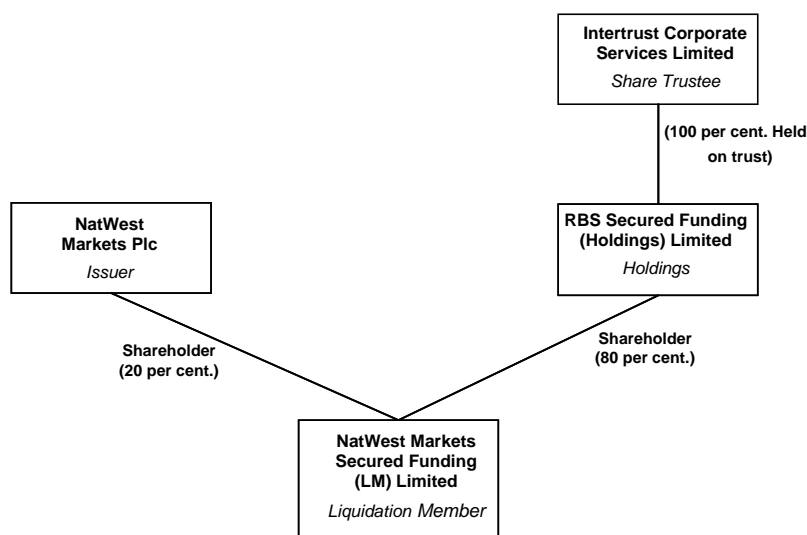 Intertrust Corporate
Services Limited
Share Trustee
(100 per cent. Held
on trust)
NatWest
Markets Plc
Issuer
RBS Secured Funding
(Holdings) Limited
Holdings
Shareholder
(20 per cent.)
Shareholder
(80 per cent.)
NatWest Markets
Secured Funding
(LM) Limited
Liquidation Member